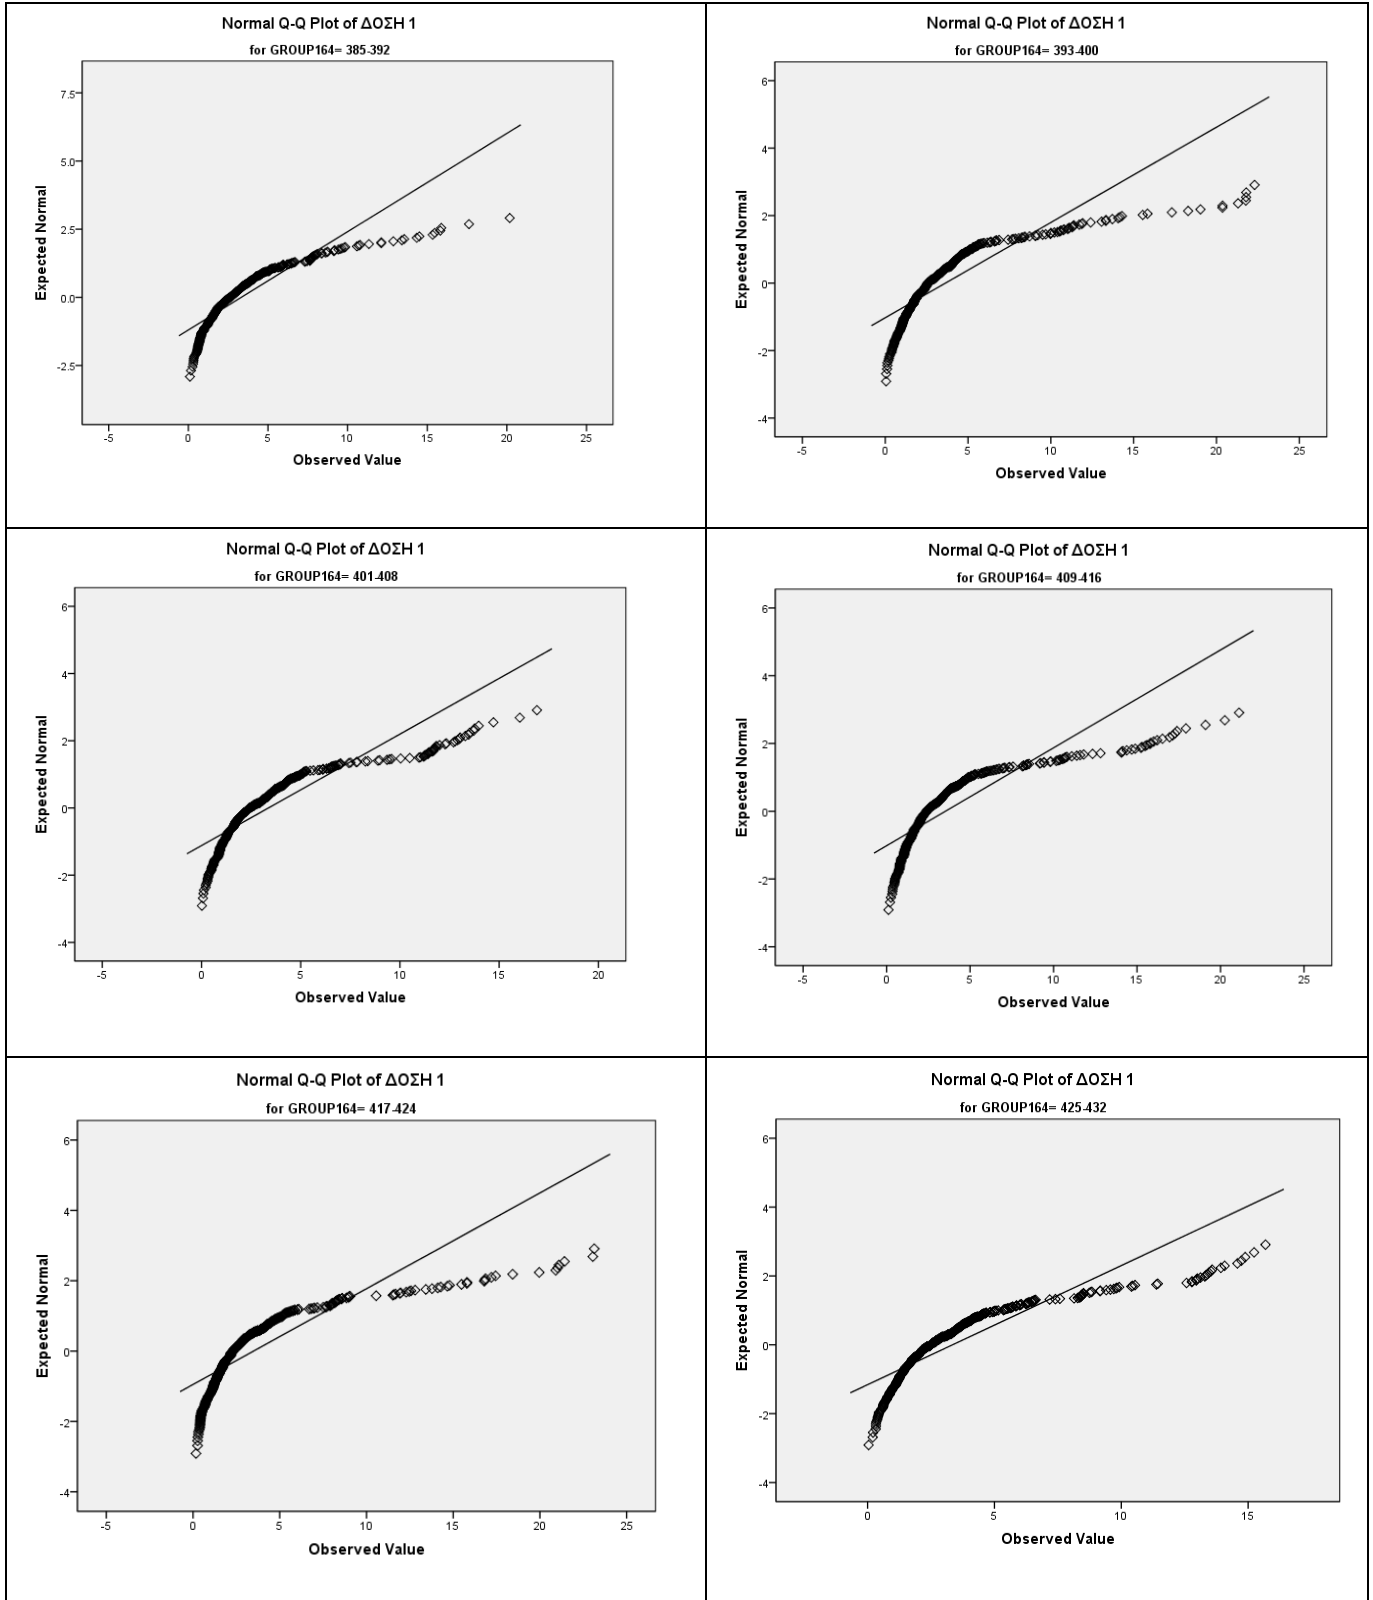 Normal Q-Q Plot of ΔΟΣΗ 1
for GROUP164= 385-392
7.5
5.0
2.5
0.0
-2.5
Expected Normal
-5 0 5 10 15 20 25
Observed Value
Normal Q-Q Plot of ΔΟΣΗ 1
for GROUP164= 393-400
6
4
2
0
-2
-4
Expected Normal
-5 0 5 10 15 20 25
Observed Value
Normal Q-Q Plot of ΔΟΣΗ 1
for GROUP164= 401-408
6
4
2
0
-2
-4
Expected Normal
-5 0 5 10 15 20
Observed Value
Normal Q-Q Plot of ΔΟΣΗ 1
for GROUP164= 409-416
6
4
2
0
-2
-4
Expected Normal
-5 0 5 10 15 20 25
Observed Value
Normal Q-Q Plot of ΔΟΣΗ 1
for GROUP164= 417-424
6
4
2
0
-2
-4
Expected Normal
-5 0 5 10 15 20 25
Observed Value
Normal Q-Q Plot of ΔΟΣΗ 1
for GROUP164= 425-432
6
4
2
0
-2
-4
Expected Normal
0 5 10 15
Observed Value